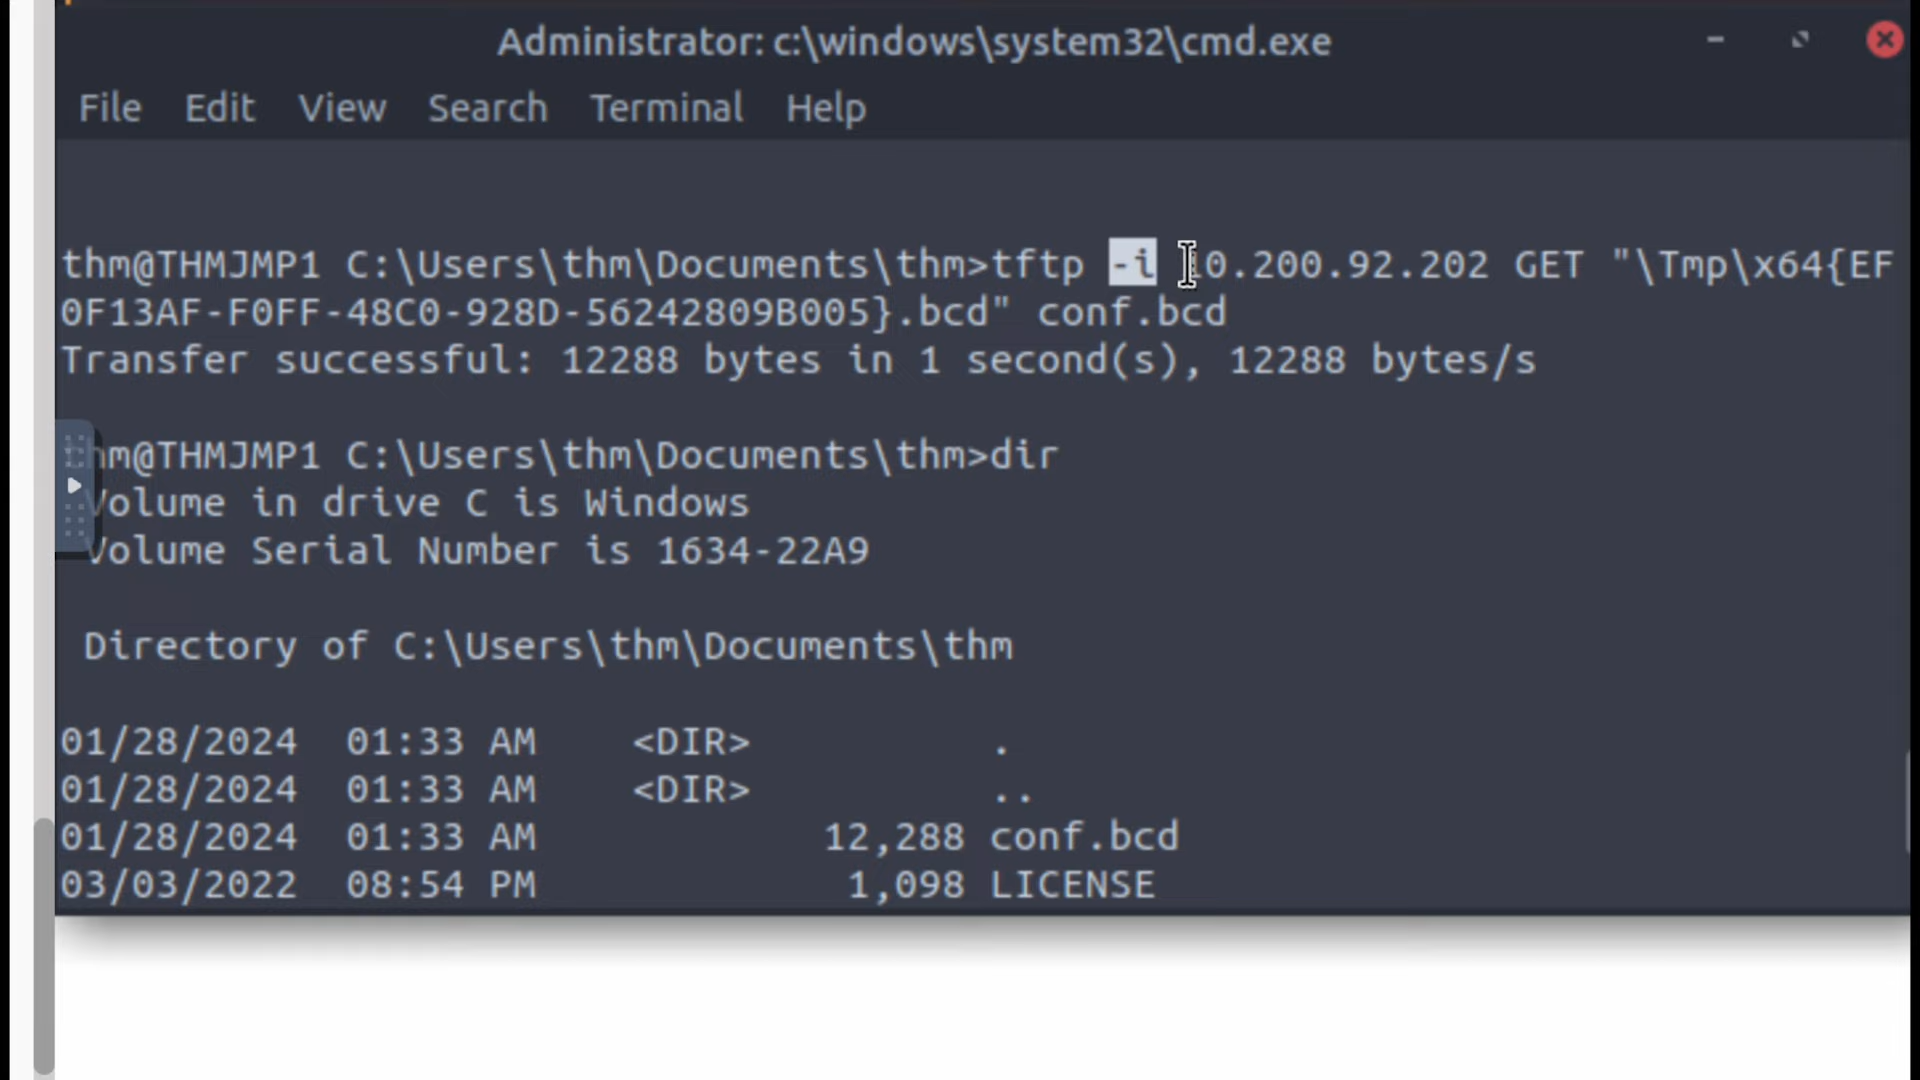 Administrator: c:\windows\system32\cmd.exe
File Edit View Search Terminal Help
thm@THMJMP1 C:\Users\thm\Documents\thm>tftp -i 10.200.92.202 GET "\Tmp\x64{EF
0F13AF-F0FF-48C0-928D-56242809B005}.bcd" conf.bcd
Transfer successful: 12288 bytes in 1 second(s), 12288 bytes/s
thm@THMJMP1 C:\Users\thm\Documents\thm>dir
Volume in drive C is Windows
Volume Serial Number is 1634-22A9
Directory of C:\Users\thm\Documents\thm
01/28/2024 01:33 AM <DIR> .
01/28/2024 01:33 AM <DIR> ..
01/28/2024 01:33 AM 12,288 conf.bcd
03/03/2022 08:54 PM 1,098 LICENSE